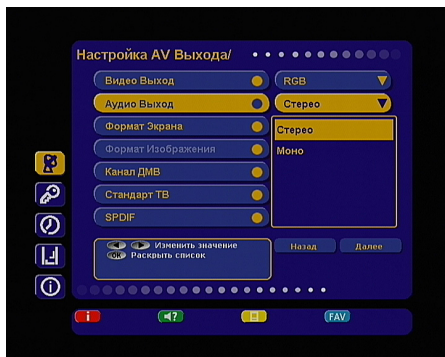 Настройка AV Выхода/
Видео Выход RGB
Аудио Выход Стерео
Формат Экрана Стерео
Формат Изображения Моно
Канал ДМВ
Стандарт ТВ
SPDIF
Изменить значение Назад Далее
OK Раскрыть список
i ? FAV